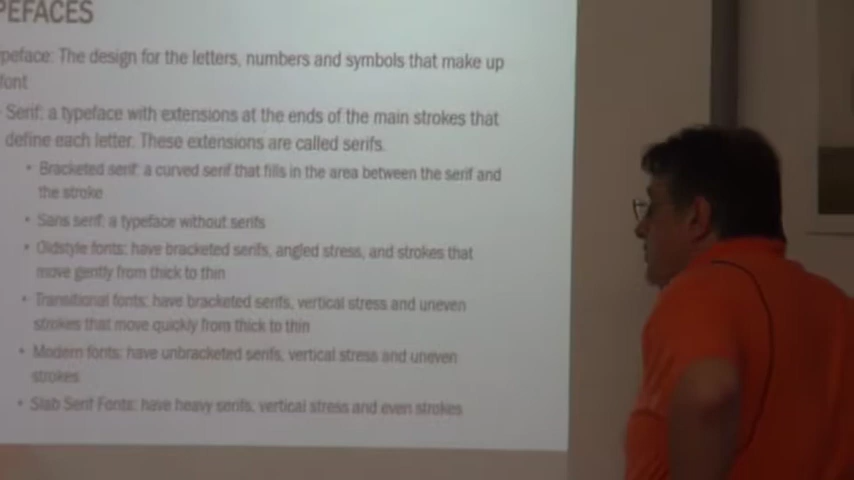 PEFACES
peface: The design for the letters, numbers and symbols that make up
font
Serif: a typeface with extensions at the ends of the main strokes that
define each letter. These extensions are called serifs.
• Bracketed serif: a curved serif that fills in the area between the serif and
the stroke
• Sans serif: a typeface without serifs
• Oldstyle fonts: have bracketed serifs, angled stress, and strokes that
move gently from thick to thin
• Transitional fonts: have bracketed serifs, vertical stress and uneven
strokes that move quickly from thick to thin
• Modern fonts: have unbracketed serifs, vertical stress and uneven
strokes
• Slab Serif Fonts: have heavy serifs, vertical stress and even strokes